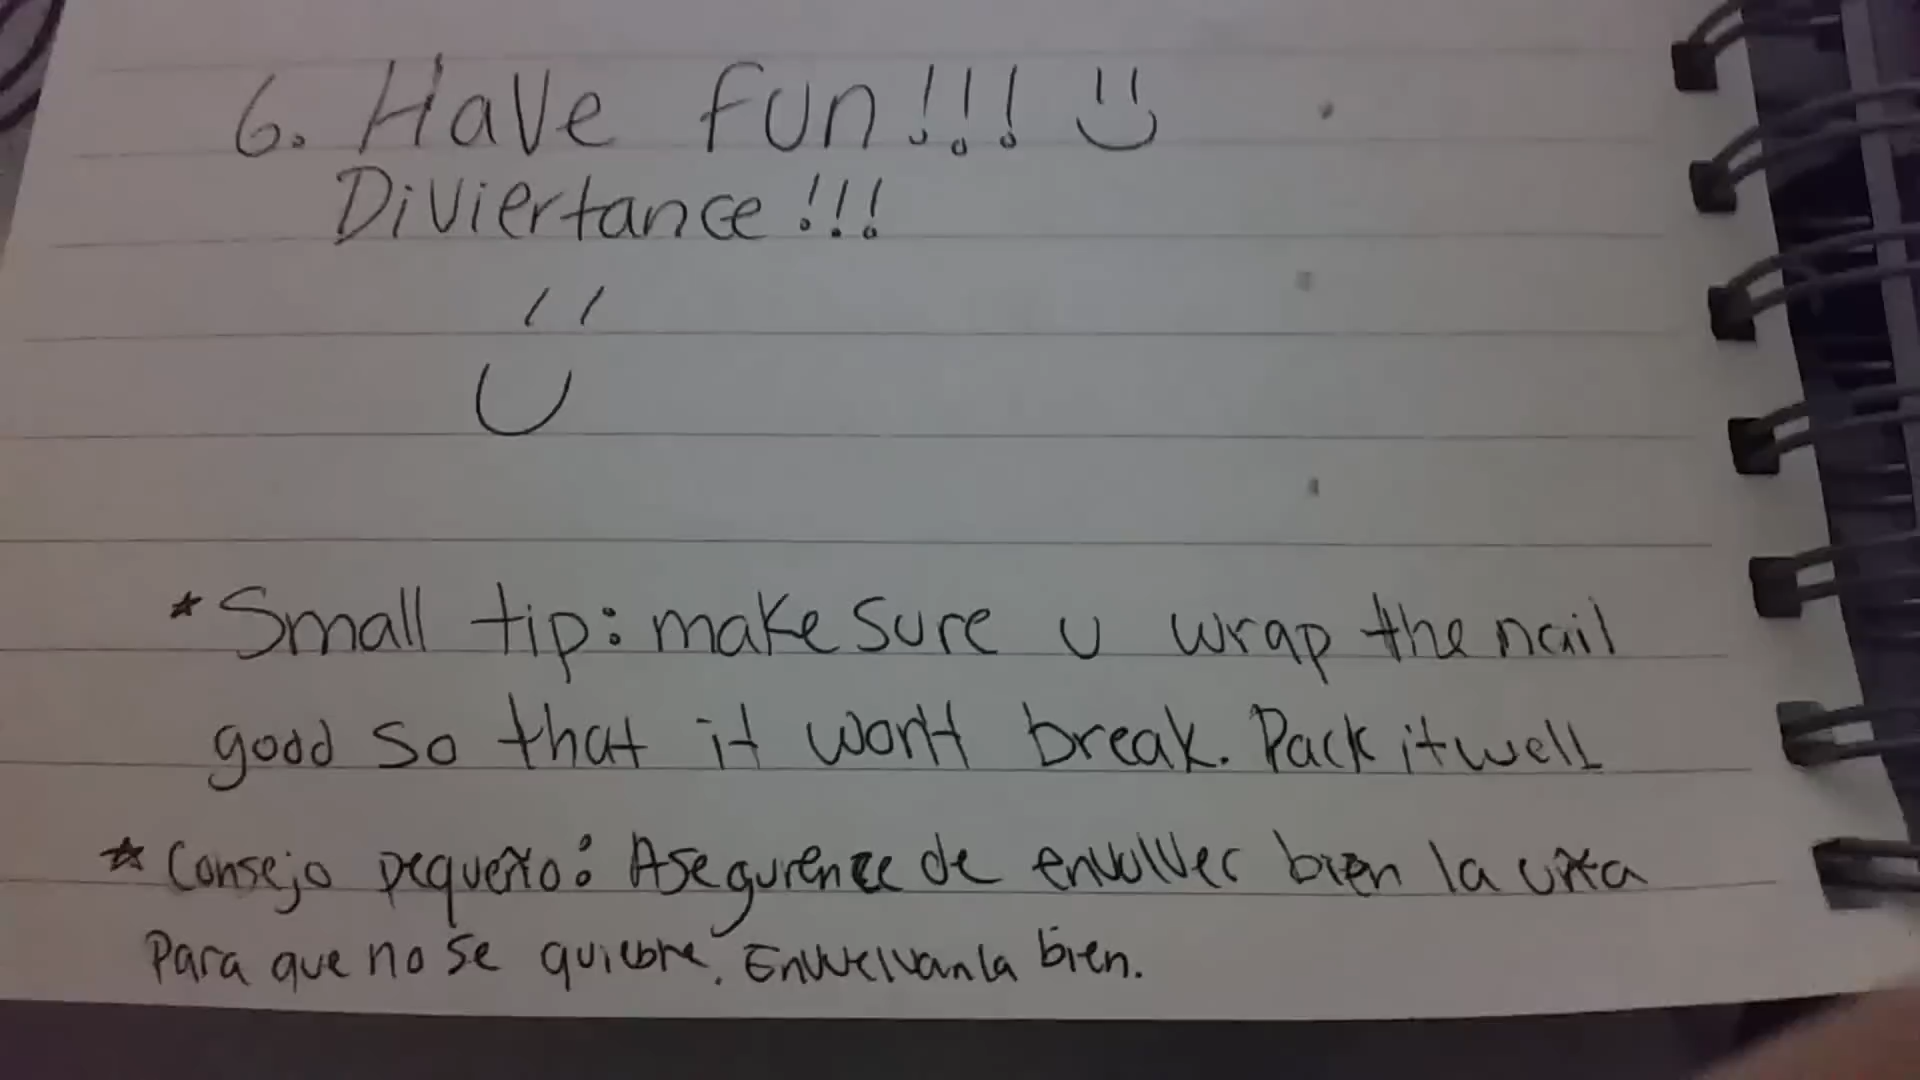 6. Have fun!!!
Diviertance!!!
*Small tip: make sure u wrap the nail
good so that it won't break. Pack it well
*Consejo pequeño: Asegurence de envolver bien la uña
Para que no se quiebre. Envuelvanla bien.